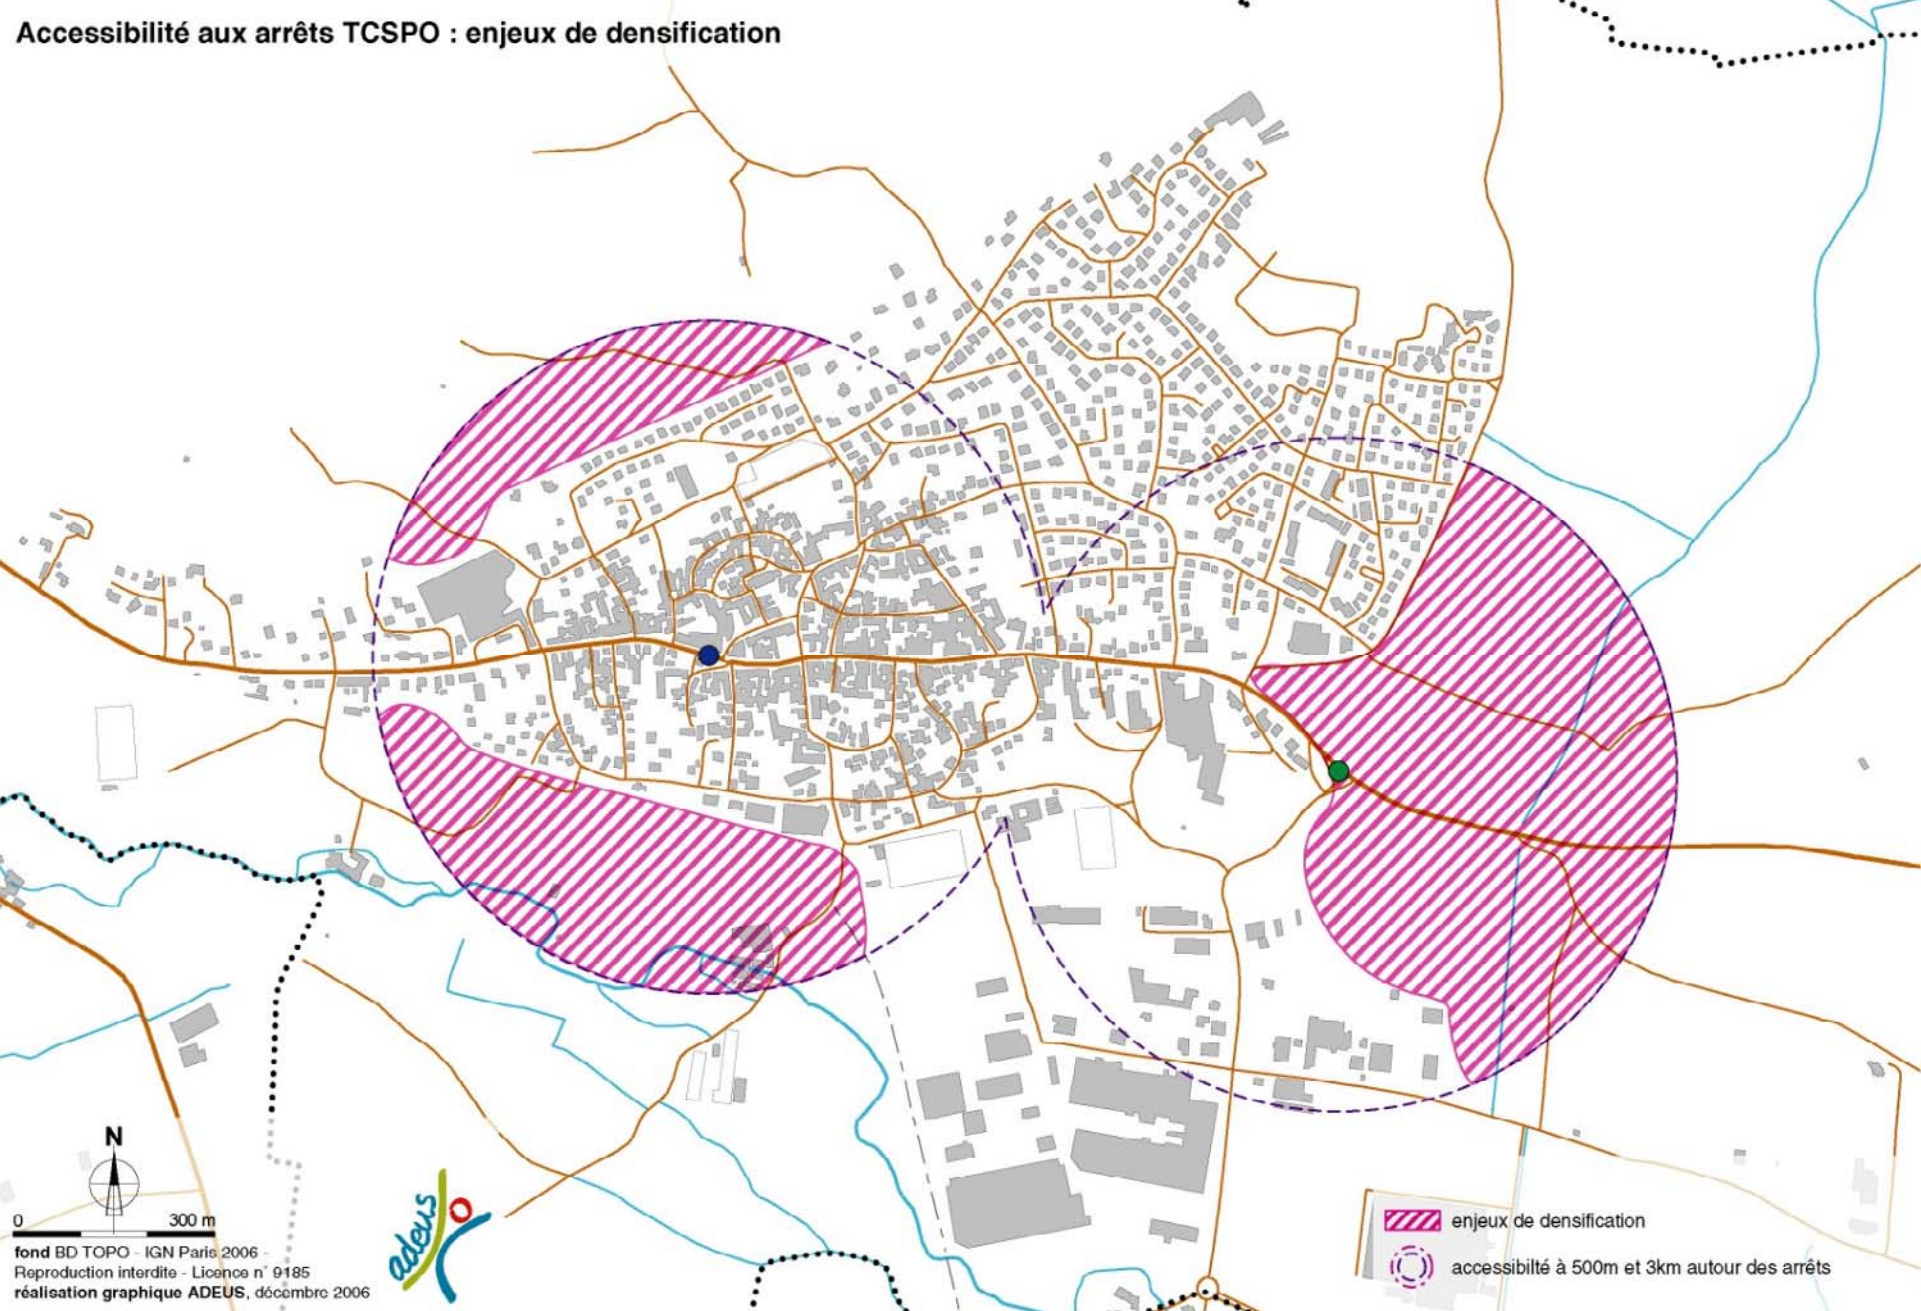 Accessibilité aux arrêts TCSPO : enjeux de densification
N
0 300 m
fond BD TOPO - IGN Paris 2006 -
Reproduction interdite - Licence n° 9185
réalisation graphique ADEUS, décembre 2006
adeus
enjeux de densification
accessibilté à 500m et 3km autour des arrêts